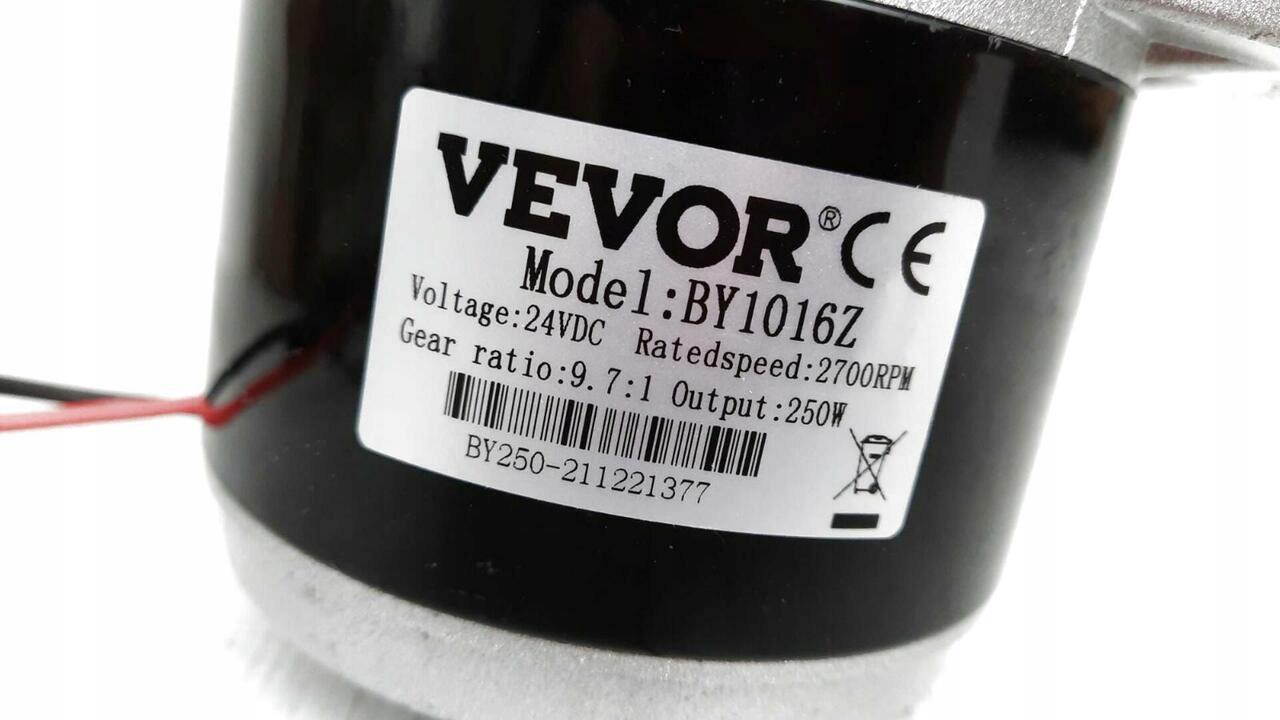 VEVOR® CE
Model:BY1016Z
Voltage:24VDC Ratedspeed:2700RPM
Gear ratio:9.7:1 Output:250W
BY250-211221377